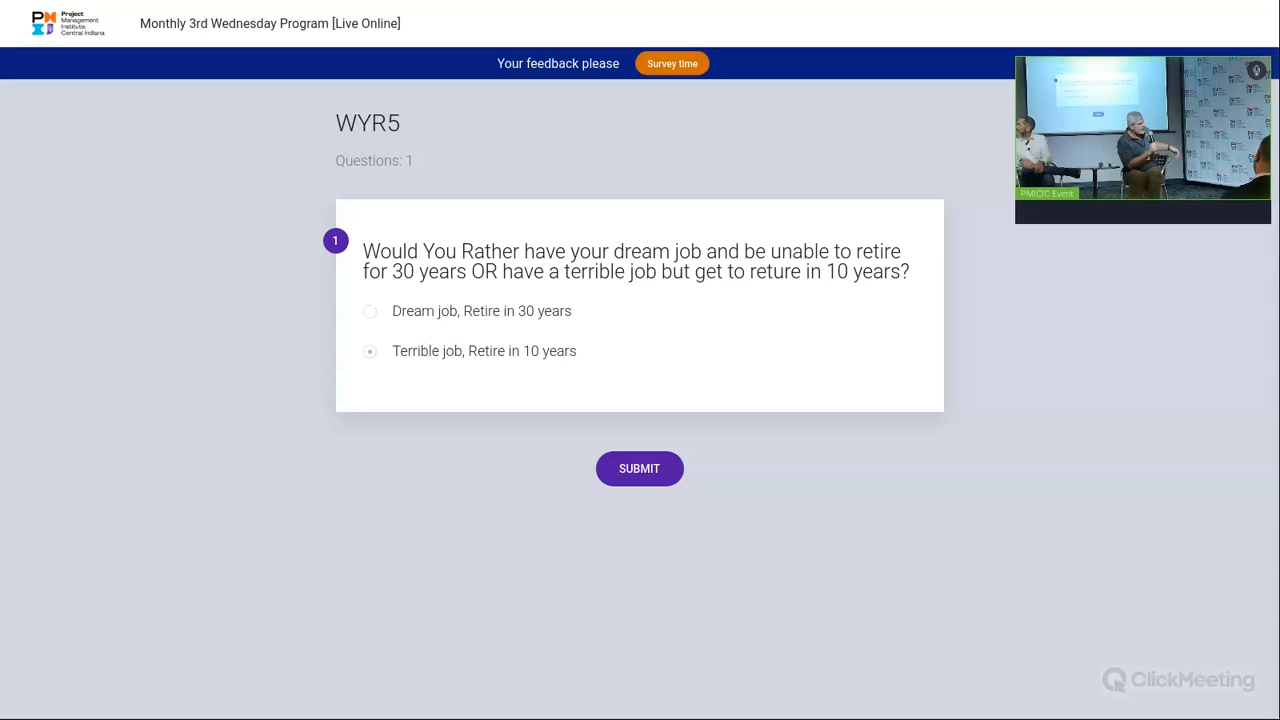 Project
Management
Institute.
Central Indiana
Monthly 3rd Wednesday Program [Live Online]
Your feedback please
Survey time
WYR5
Questions: 1
PMICIC Event
1
Would You Rather have your dream job and be unable to retire
for 30 years OR have a terrible job but get to reture in 10 years?
Dream job, Retire in 30 years
Terrible job, Retire in 10 years
SUBMIT
ClickMeeting